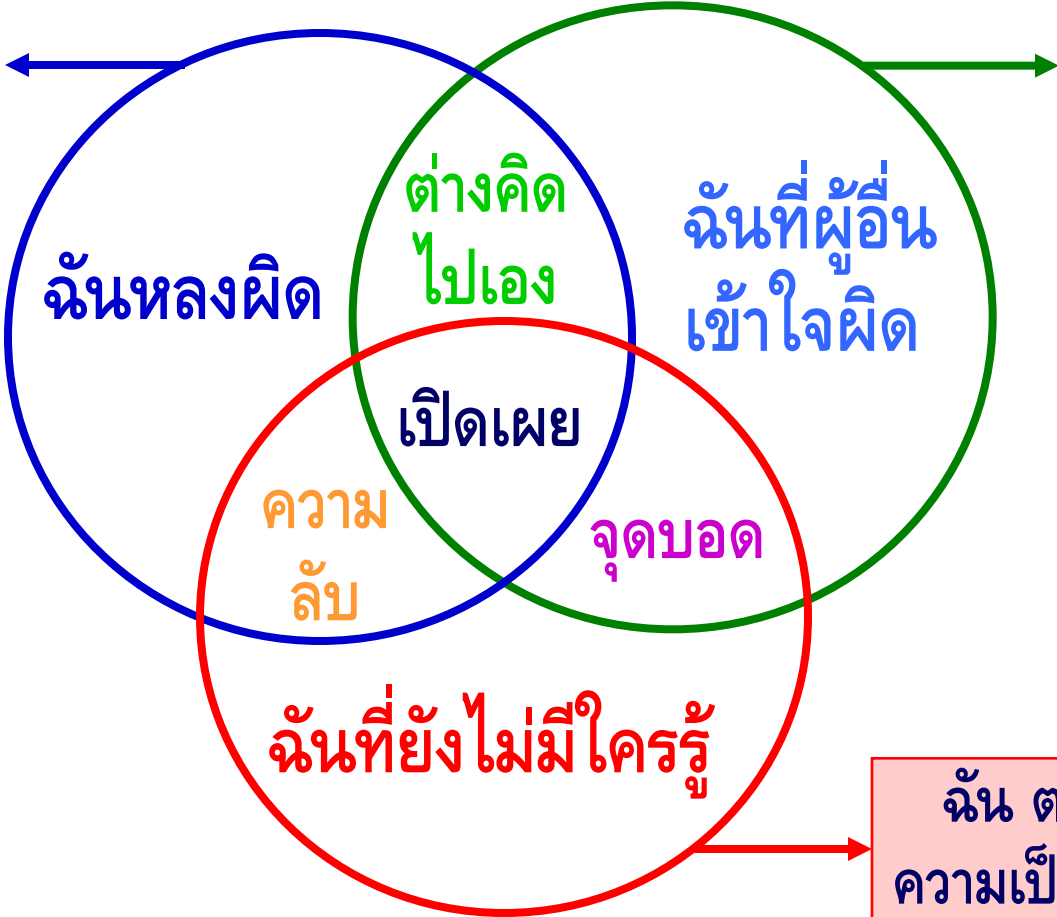 ต่างคิด
ไปเอง
ฉันที่ผู้อื่น
เข้าใจผิด
ฉันหลงผิด
เปิดเผย
ความ
ลับ
จุดบอด
ฉันที่ยังไม่มีใครรู้
ฉัน